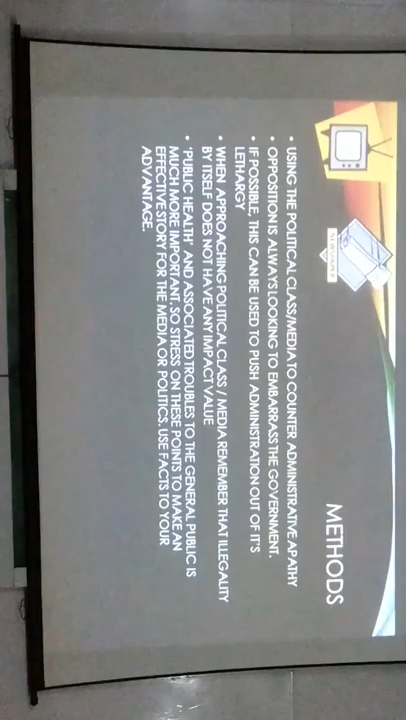 METHODS
• USING THE POLITICAL CLASS/MEDIA TO COUNTER ADMINISTRATIVE APATHY
• OPPOSITION IS ALWAYS LOOKING TO EMBARRASS THE GOVERNMENT.
• IF POSSIBLE, THIS CAN BE USED TO PUSH ADMINISTRATION OUT OF IT'S
LETHARGY
• WHEN APPROACHING POLITICAL CLASS / MEDIA REMEMBER THAT ILLEGALITY
BY ITSELF DOES NOT HAVE ANY IMPACT VALUE
• 'PUBLIC HEALTH' AND ASSOCIATED TROUBLES TO THE GENERAL PUBLIC IS
MUCH MORE IMPORTANT. SO STRESS ON THESE POINTS TO MAKE AN
EFFECTIVE STORY FOR THE MEDIA OR POLITICS. USE FACTS TO YOUR
ADVANTAGE.
NEWSPAPER